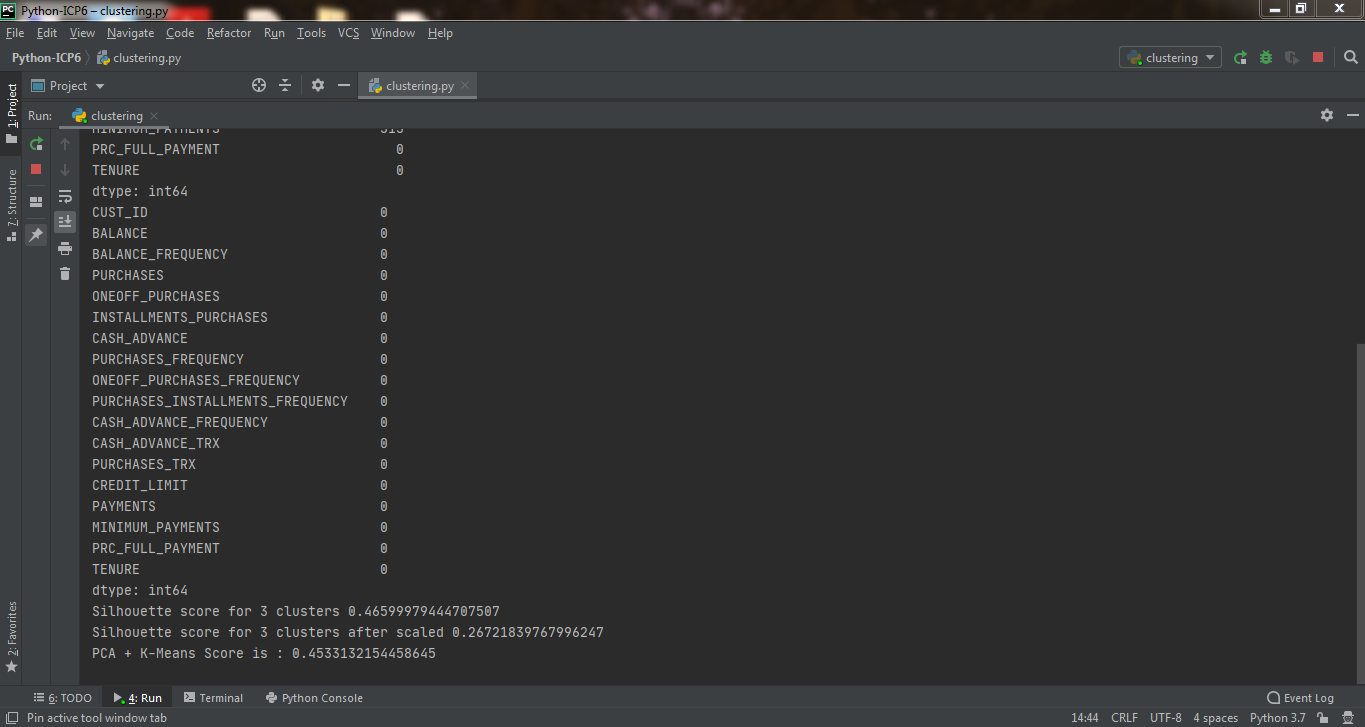 PC Python-ICP6 – clustering.py
File Edit View Navigate Code Refactor Run Tools VCS Window Help
Python-ICP6 clustering.py clustering
1: Project
Project clustering.py
Run: clustering
MINIMUM_PAYMENTS 313
PRC_FULL_PAYMENT 0
TENURE 0
dtype: int64
7: Structure
CUST_ID 0
BALANCE 0
BALANCE_FREQUENCY 0
PURCHASES 0
ONEOFF_PURCHASES 0
INSTALLMENTS_PURCHASES 0
CASH_ADVANCE 0
PURCHASES_FREQUENCY 0
ONEOFF_PURCHASES_FREQUENCY 0
PURCHASES_INSTALLMENTS_FREQUENCY 0
CASH_ADVANCE_FREQUENCY 0
CASH_ADVANCE_TRX 0
PURCHASES_TRX 0
CREDIT_LIMIT 0
PAYMENTS 0
MINIMUM_PAYMENTS 0
PRC_FULL_PAYMENT 0
TENURE 0
dtype: int64
Silhouette score for 3 clusters 0.46599979444707507
Silhouette score for 3 clusters after scaled 0.26721839767996247
PCA + K-Means Score is : 0.4533132154458645
2: Favorites
6: TODO 4: Run Terminal Python Console Event Log
Pin active tool window tab 14:44 CRLF UTF-8 4 spaces Python 3.7